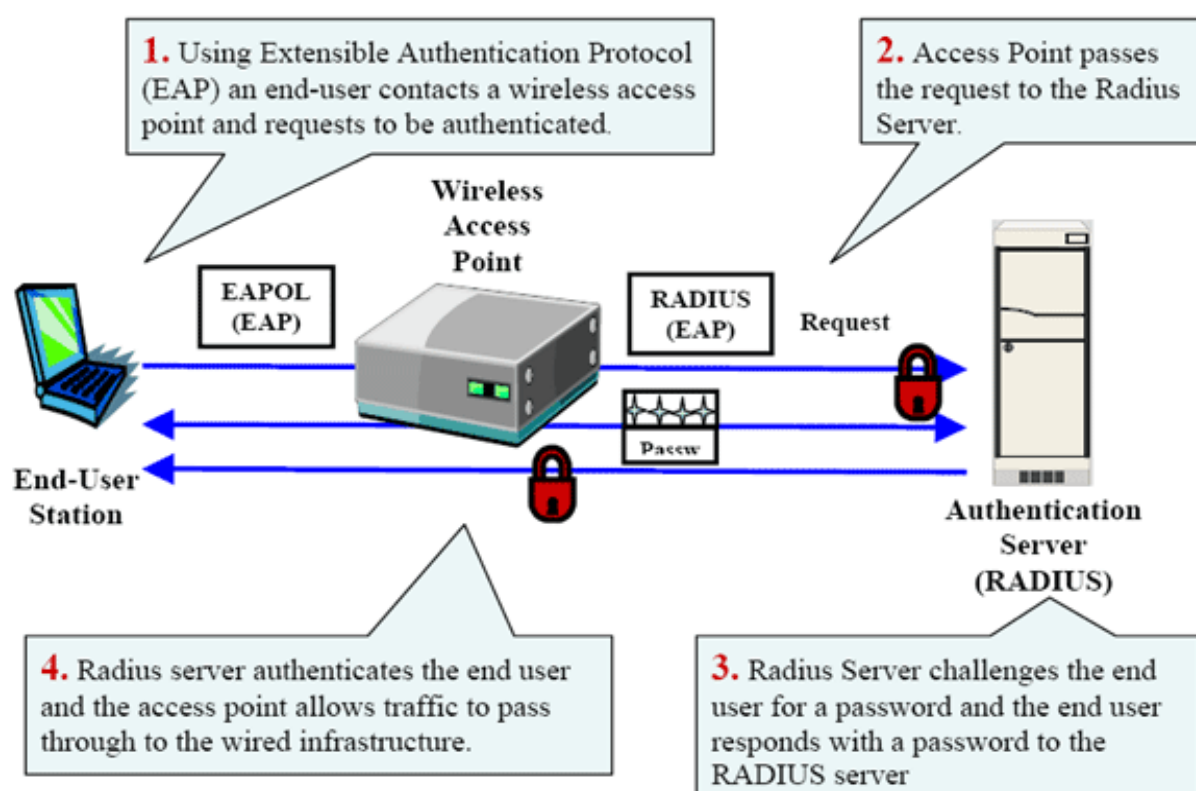 1. Using Extensible Authentication Protocol
(EAP) an end-user contacts a wireless access
point and requests to be authenticated.
2. Access Point passes
the request to the Radius
Server.
Wireless
Access
Point
EAPOL
(EAP)
RADIUS
(EAP)
Request
Passw
End-User
Station
Authentication
Server
(RADIUS)
4. Radius server authenticates the end user
and the access point allows traffic to pass
through to the wired infrastructure.
3. Radius Server challenges the end
user for a password and the end user
responds with a password to the
RADIUS server